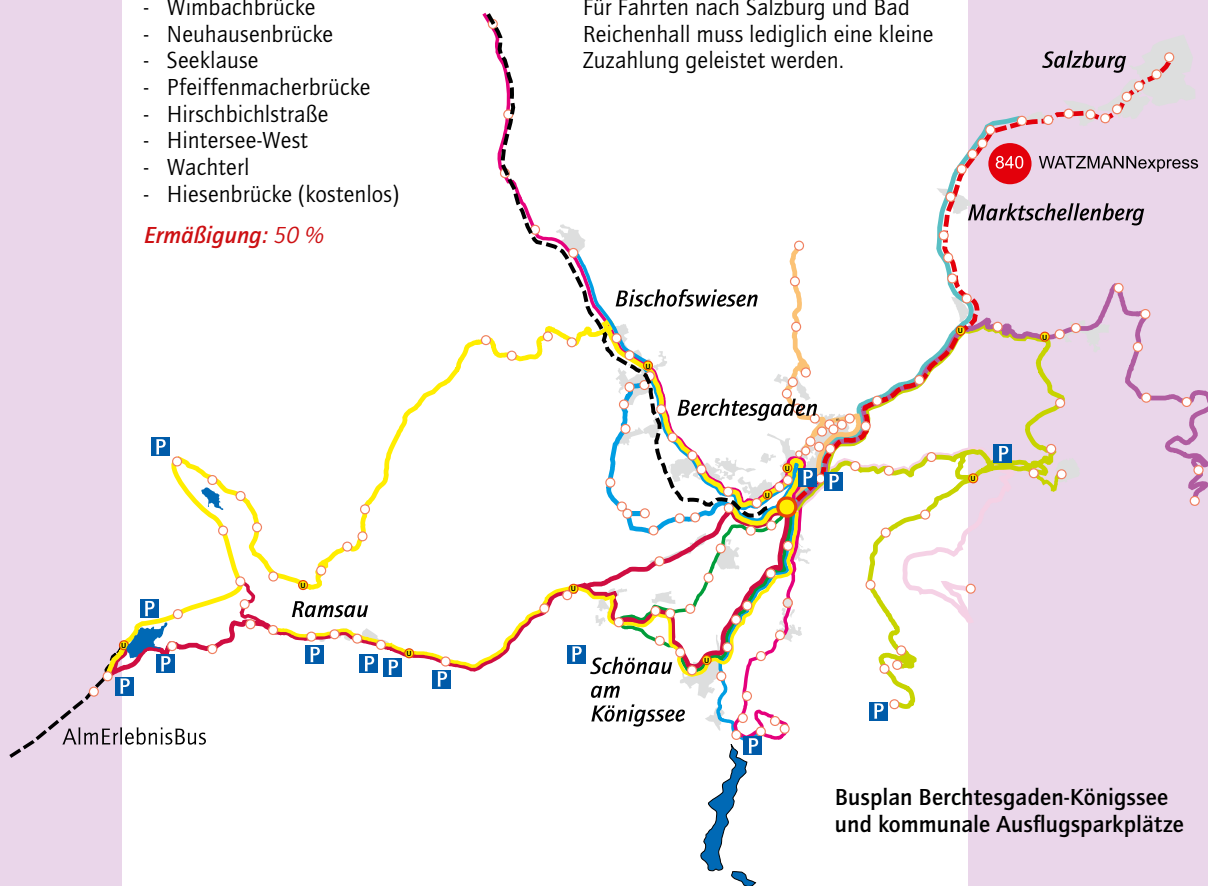 - Wimbachbrücke
- Neuhausenbrücke
- Seeklause
- Pfeiffenmacherbrücke
- Hirschbichlstraße
- Hintersee-West
- Wachterl
- Hiesenbrücke (kostenlos)
Ermäßigung: 50 %
Für Fahrten nach Salzburg und Bad
Reichenhall muss lediglich eine kleine
Zuzahlung geleistet werden.
Salzburg
840 WATZMANNexpress
Marktschellenberg
Bischofswiesen
U
U
U
Berchtesgaden
P
U
P
P
P
U
U
U
U
P
Ramsau
U
P
P
P
P
P
U
P
P
U
Schönau
am
Königssee
P
P
AlmErlebnisBus
Busplan Berchtesgaden-Königssee
und kommunale Ausflugsparkplätze